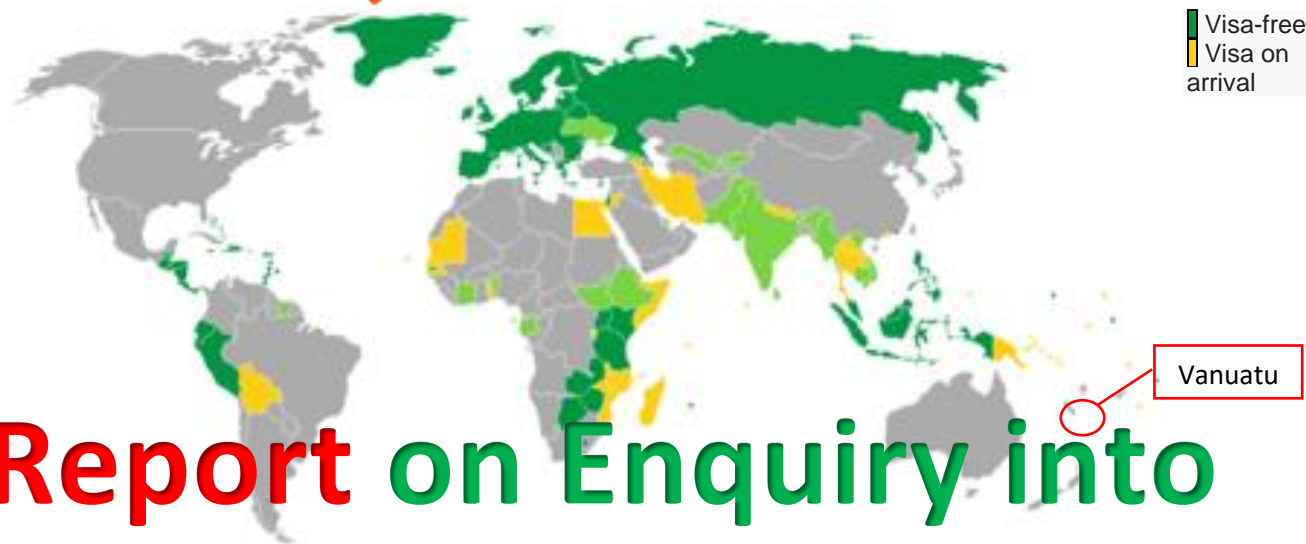 Visa-free
Visa on
arrival
Vanuatu
Report on Enquiry into